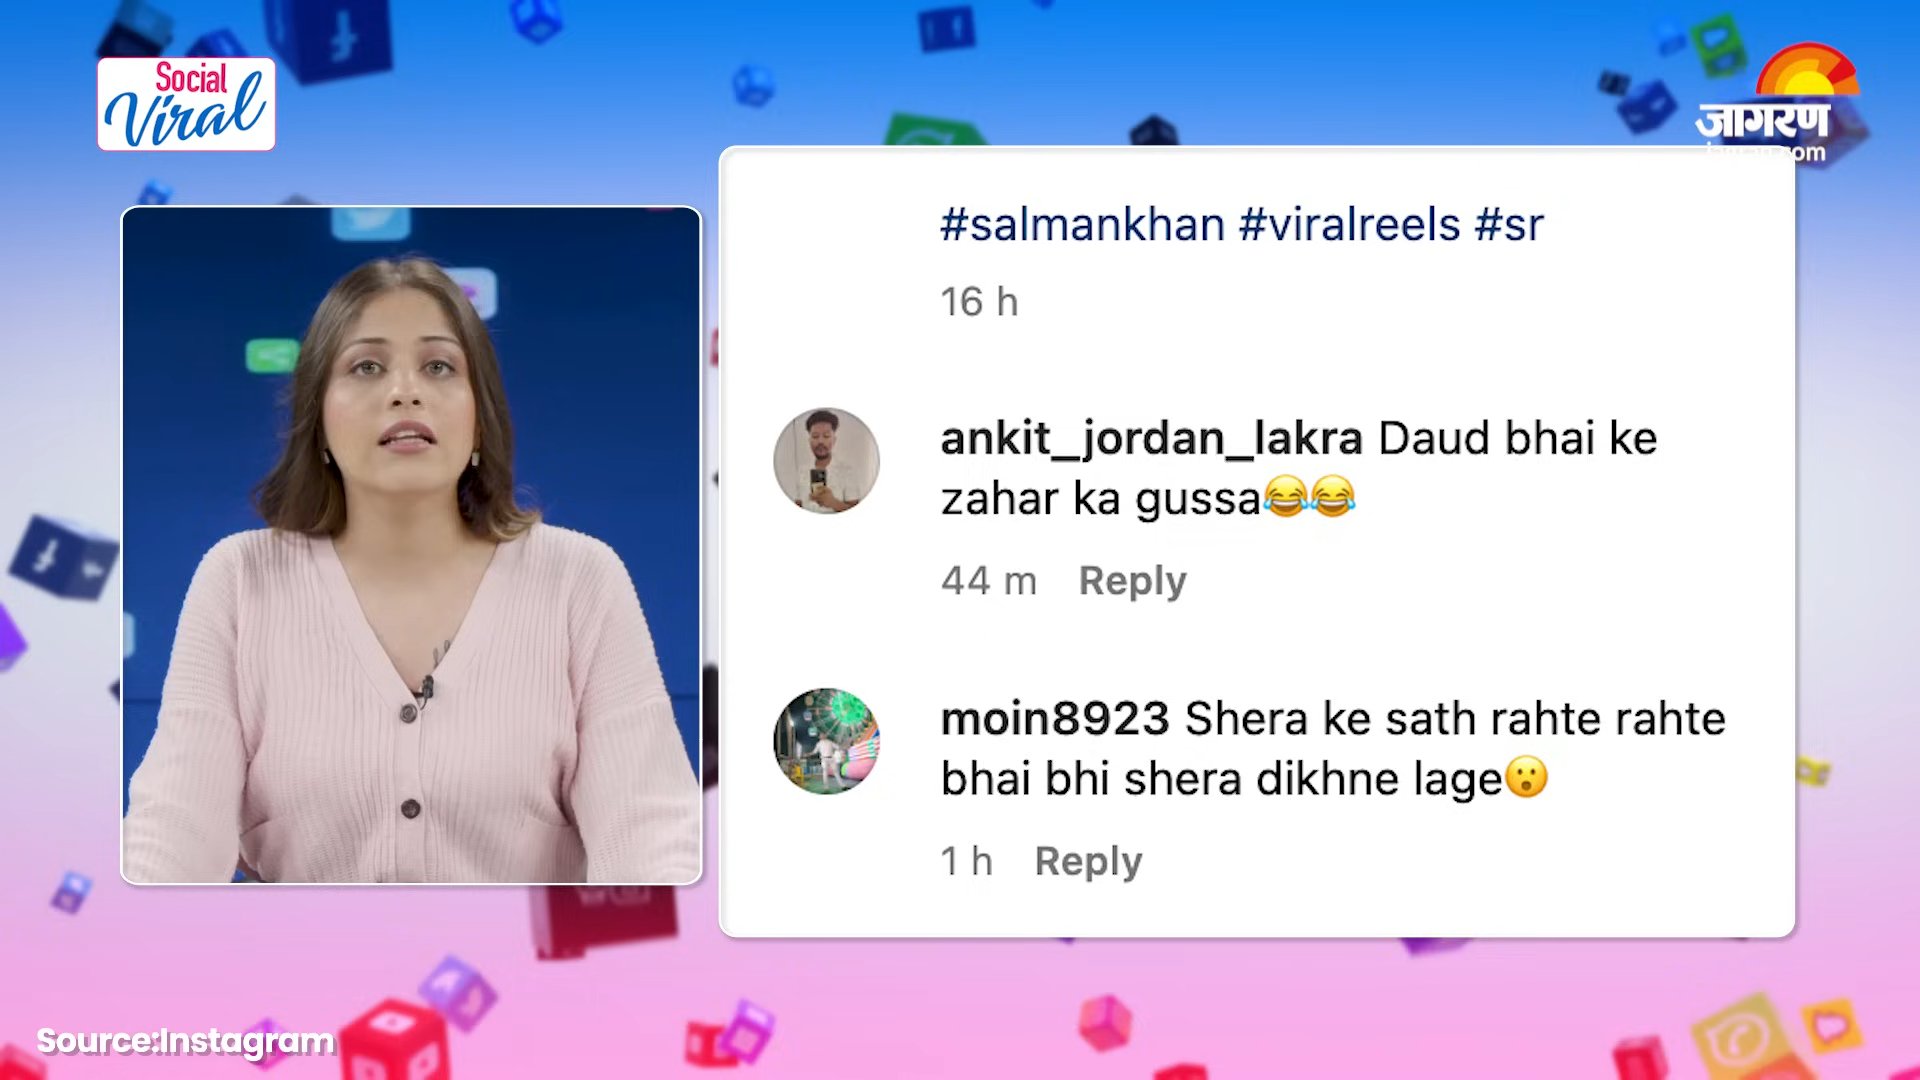 Social
Viral
जागरण
#salmankhan #viralreels #sr
16 h
ankit_jordan_lakra Daud bhai ke
zahar ka gussa😂😂
44 m Reply
moin8923 Shera ke sath rahte rahte
bhai bhi shera dikhne lage😮
1 h Reply
Source:Instagram